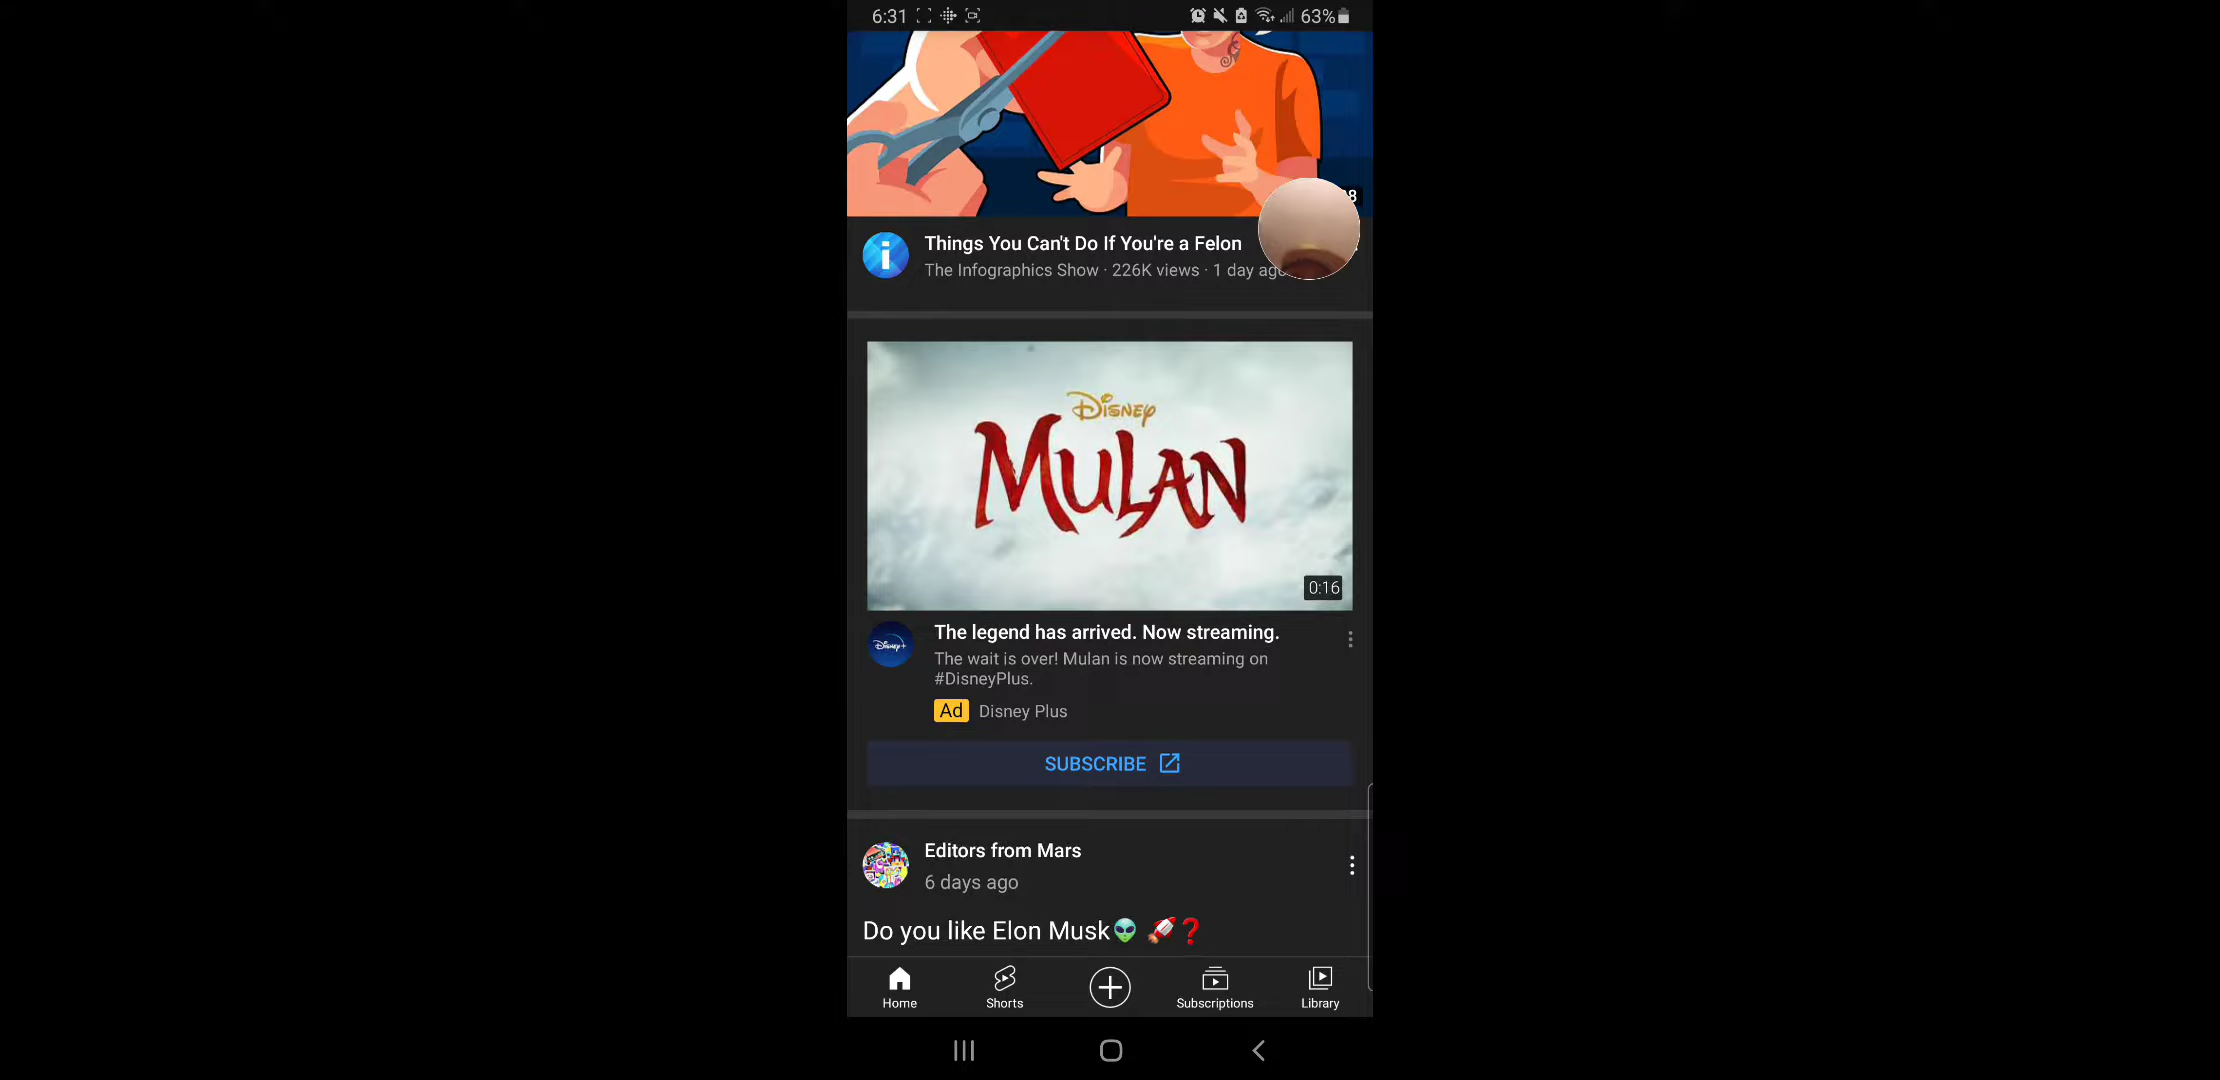 6:31 63%
8
Things You Can't Do If You're a Felon
The Infographics Show · 226K views · 1 day ago
Disney
MULAN
0:16
Disney+
The legend has arrived. Now streaming.
The wait is over! Mulan is now streaming on
#DisneyPlus.
Ad Disney Plus
SUBSCRIBE
Editors from Mars
6 days ago
Do you like Elon Musk👽 🚀❓
Home Shorts Subscriptions Library